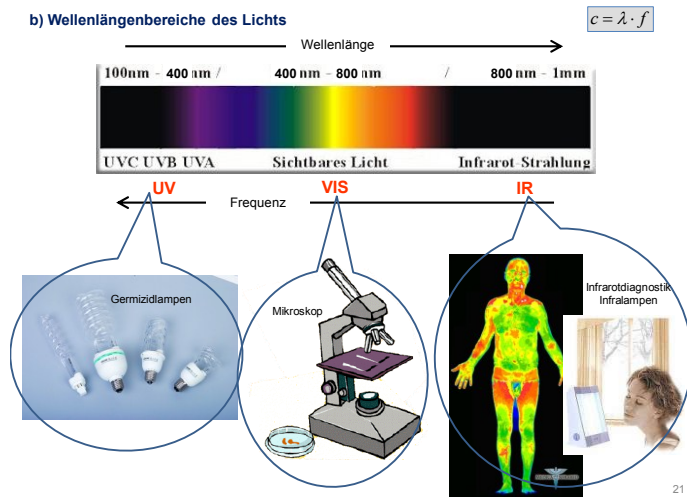 b) Wellenlängenbereiche des Lichts
c = λ · f
Wellenlänge
100nm - 400 nm / 400 nm - 800 nm / 800 nm - 1mm
UVC UVB UVA Sichtbares Licht Infrarot-Strahlung
UV VIS IR
Frequenz
Germizidlampen
Mikroskop
Infrarotdiagnostik
Infralampen
21